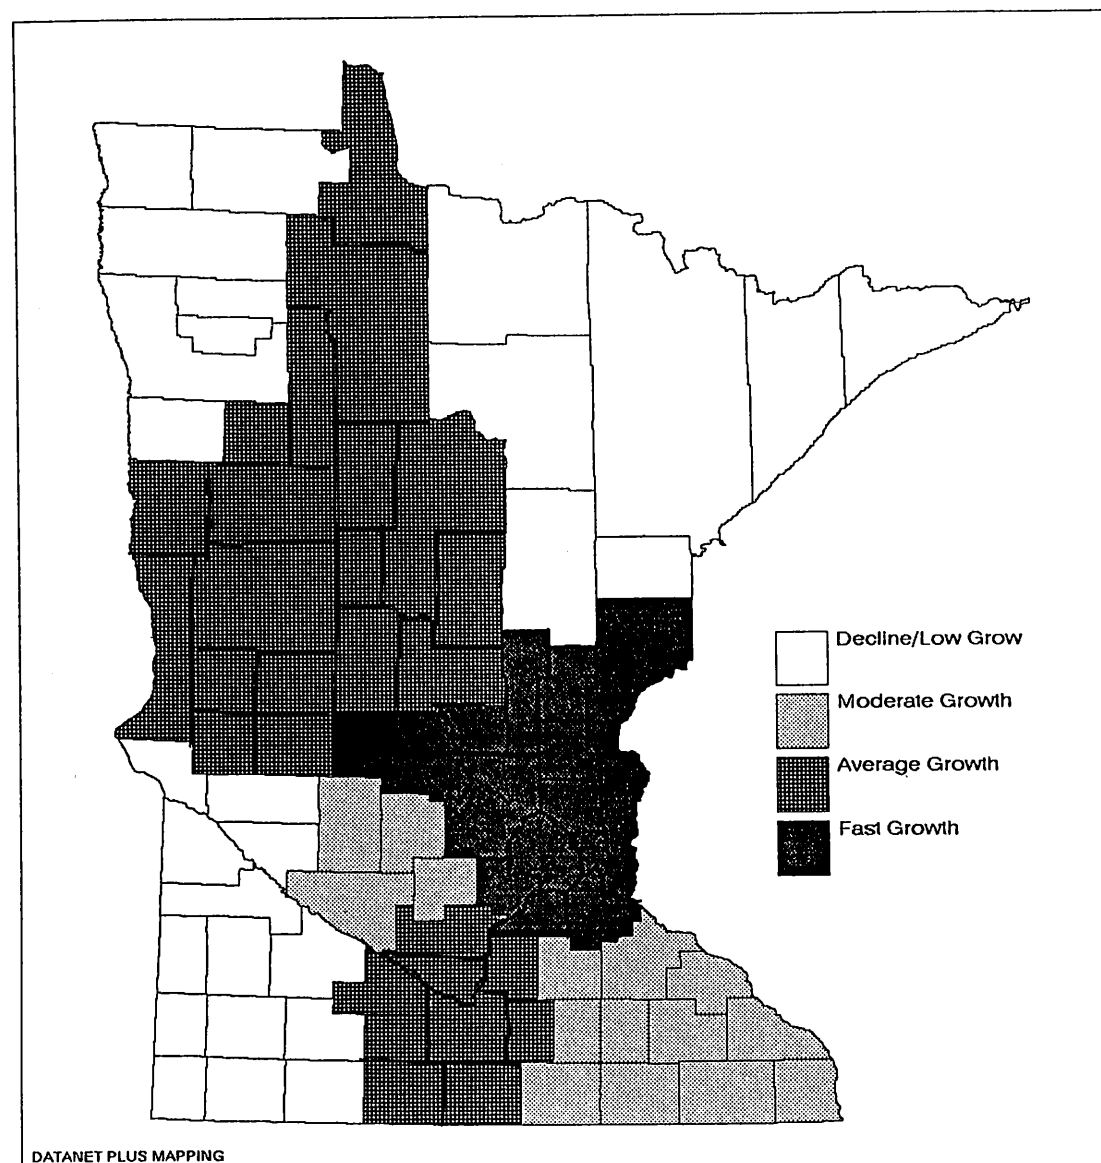 Decline/Low Grow
Moderate Growth
Average Growth
Fast Growth
DATANET PLUS MAPPING